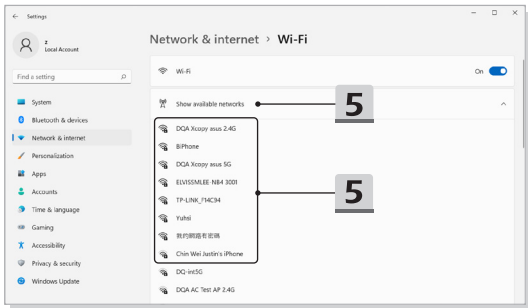 Settings
z
Local Account
Find a setting
System
Bluetooth & devices
Network & internet
Personalization
Apps
Accounts
Time & language
Gaming
Accessibility
Privacy & security
Windows Update
Network & internet > Wi-Fi
Wi-Fi
On
Show available networks
5
DQA Xcopy asus 2.4G
BiPhone
DQA Xcopy asus 5G
ELVISSMLEE-NB4 3001
5
TP-LINK_F14C94
Yuhsi
我的網路有密碼
Chin Wei Justin's iPhone
DQ-int5G
DQA AC Test AP 2.4G